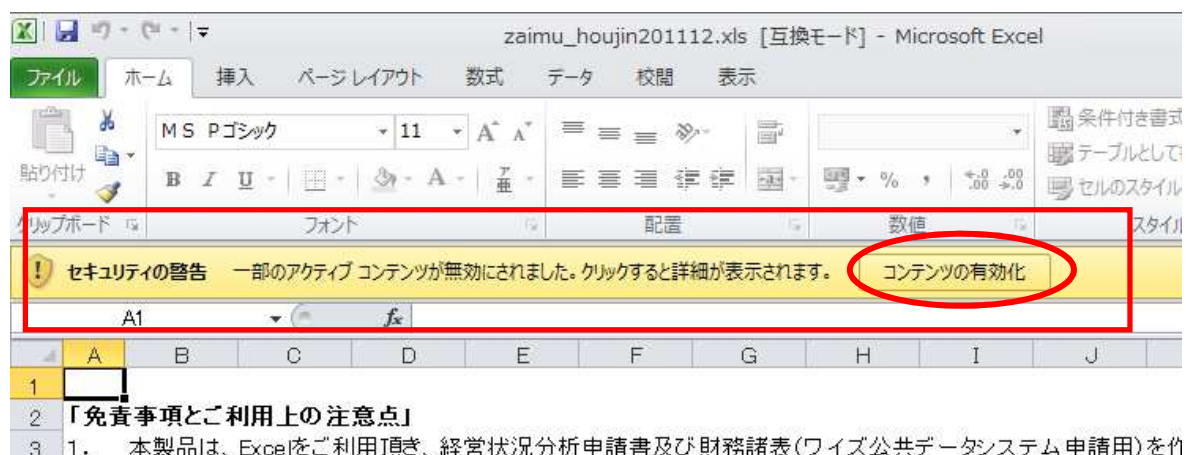 zaimu_houjin201112.xls [互換モード] - Microsoft Excel
ファイル ホーム 挿入 ページ レイアウト 数式 データ 校閲 表示
ＭＳ Ｐゴシック 11 A A 条件付き書式
貼り付け B I U A ア亜 % , .0 .00 .00 .0 テーブルとして
セルのスタイル
クリップボード フォント 配置 数値 スタイル
セキュリティの警告 一部のアクティブ コンテンツが無効にされました。クリックすると詳細が表示されます。 コンテンツの有効化
A1 fx
A B C D E F G H I J
1
2 「免責事項とご利用上の注意点」
3 1. 本製品は、Excelをご利用頂き、経営状況分析申請書及び財務諸表(ワイズ公共データシステム申請用)を作